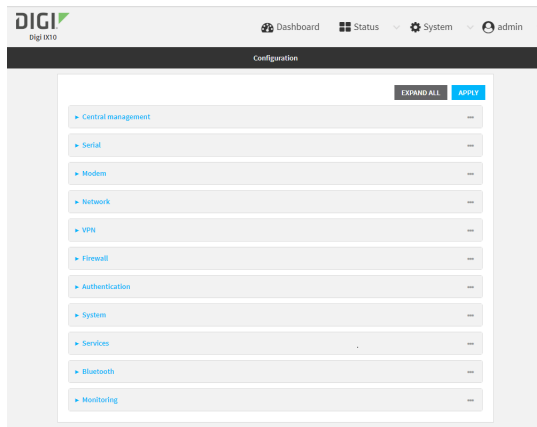 DIGI
Digi IX10
Dashboard Status System admin
Configuration
EXPAND ALL APPLY
Central management
Serial
Modem
Network
VPN
Firewall
Authentication
System
Services
Bluetooth
Monitoring